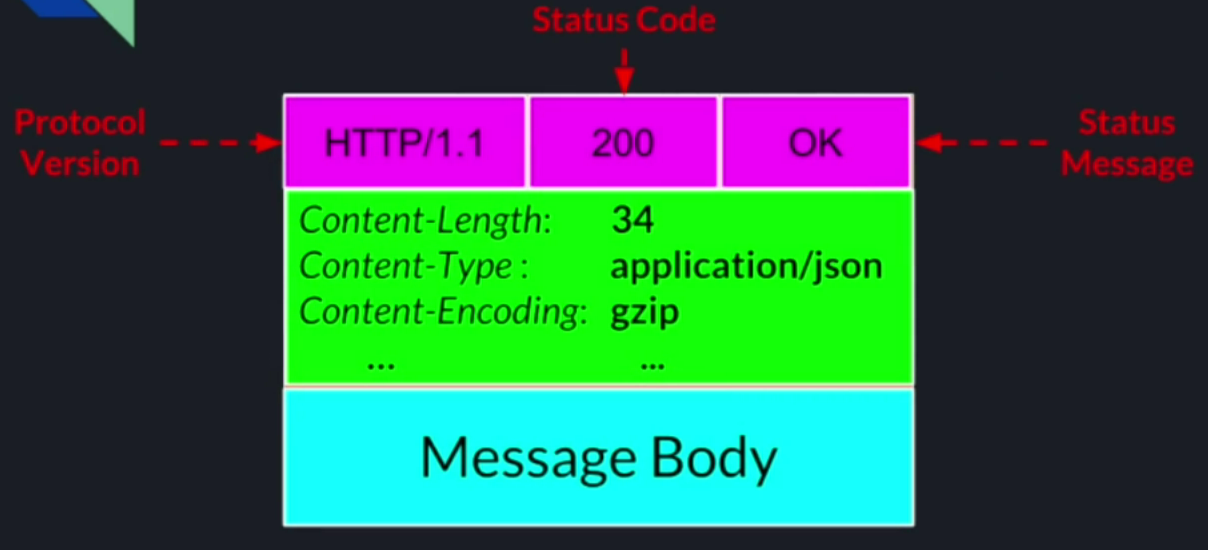 Status Code
Protocol
Version
HTTP/1.1 200 OK
Status
Message
Content-Length: 34
Content-Type : application/json
Content-Encoding: gzip
... ...
Message Body